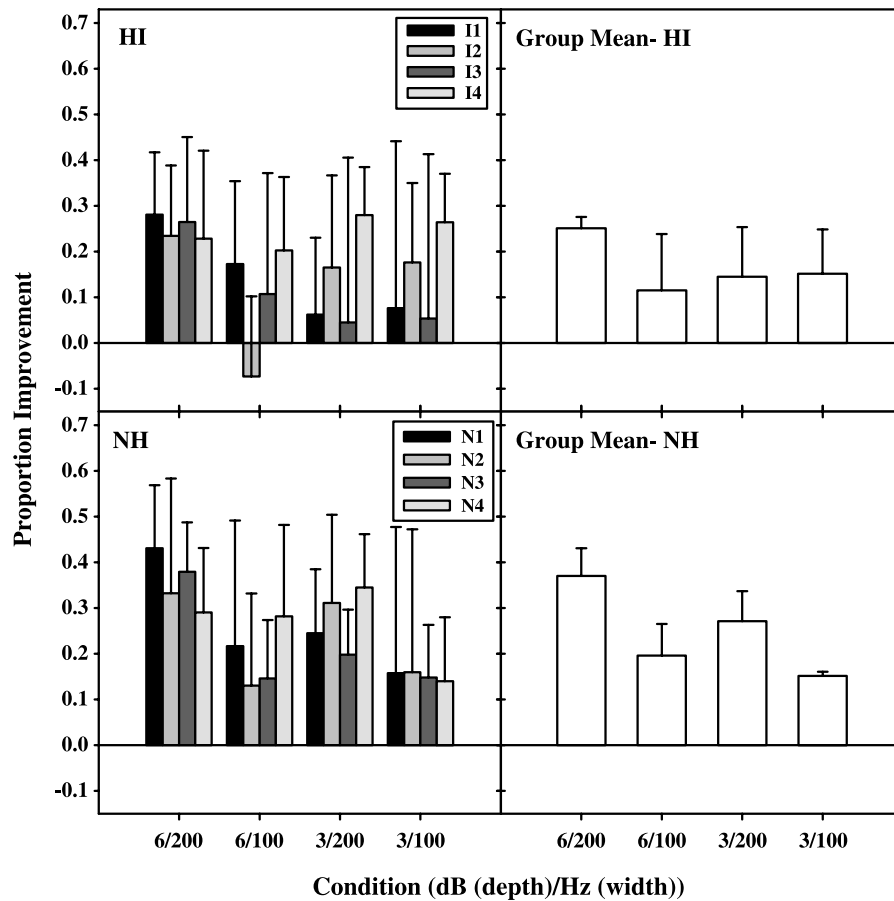 HI
I1
I2
I3
I4
Group Mean- HI
0.7
0.6
0.5
0.4
0.3
0.2
0.1
0.0
-0.1
NH
N1
N2
N3
N4
Group Mean- NH
0.7
0.6
0.5
0.4
0.3
0.2
0.1
0.0
-0.1
Proportion Improvement
6/200 6/100 3/200 3/100
6/200 6/100 3/200 3/100
Condition (dB (depth)/Hz (width))